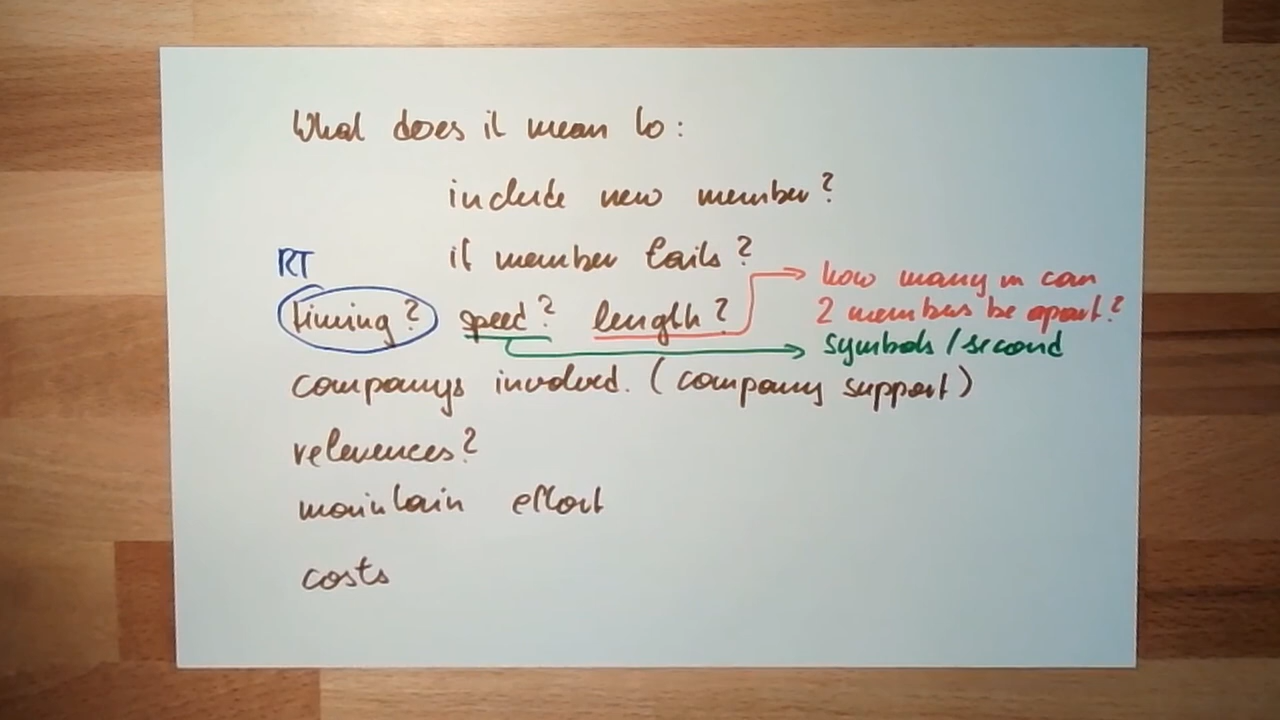 What does it mean to:
include new member?
RT
if member fails?
timing? speed? length?
how many m can
2 members be apart?
symbols/second
companys involved. (company support)
references?
maintain effort
costs